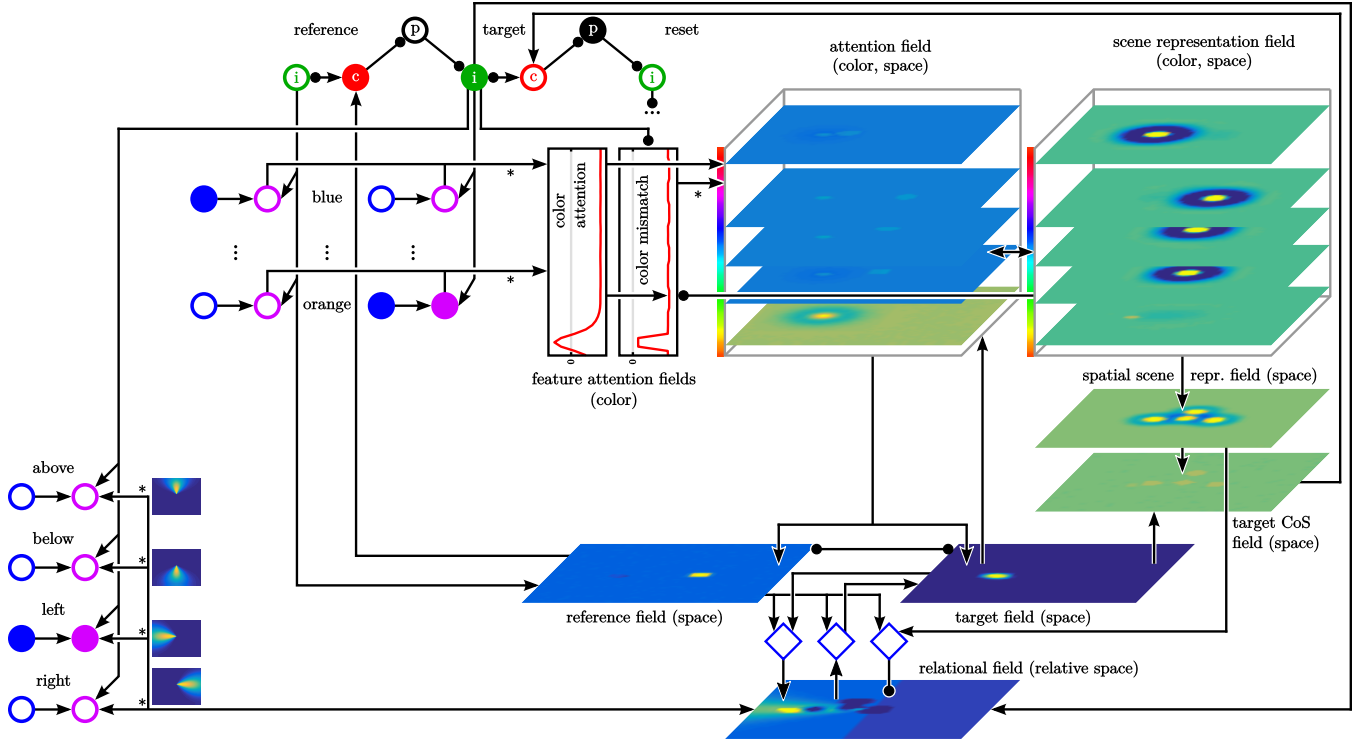 reference
target
reset
p
p
i
c
i
c
i
...
attention field
(color, space)
scene representation field
(color, space)
blue
*
...
...
...
orange
*
color
attention
color mismatch
*
0
0
feature attention fields
(color)
spatial scene
repr. field (space)
target CoS
field (space)
above
*
below
*
left
*
right
*
reference field (space)
target field (space)
relational field (relative space)